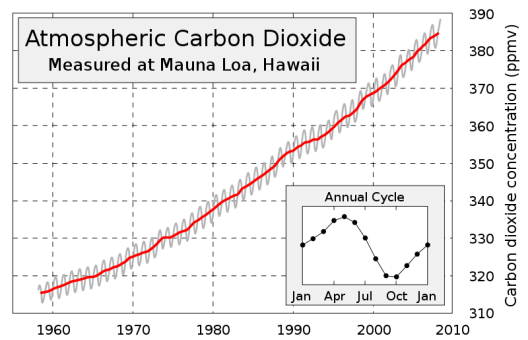 Atmospheric Carbon Dioxide
Measured at Mauna Loa, Hawaii
390
380
370
360
350
340
330
320
310
Carbon dioxide concentration (ppmv)
Annual Cycle
Jan Apr Jul Oct Jan
1960 1970 1980 1990 2000 2010